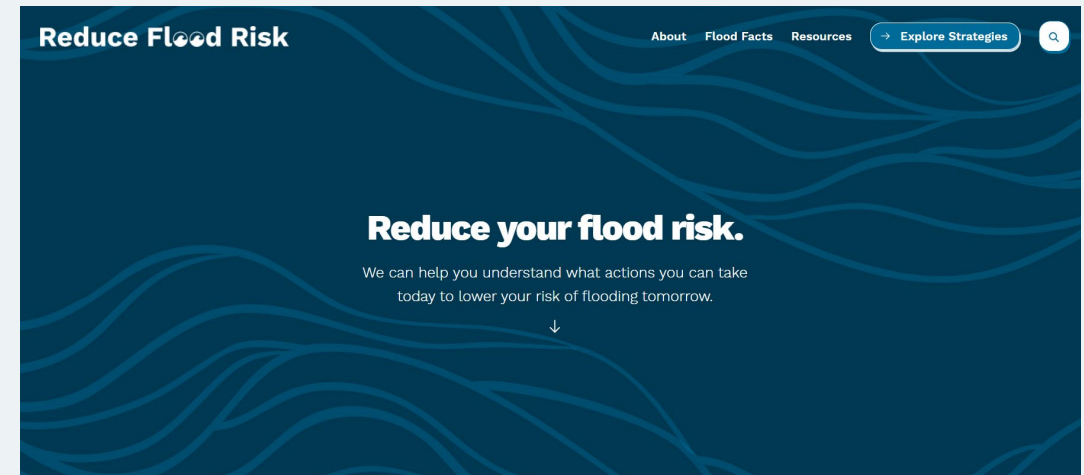 Reduce Flood Risk
About Flood Facts Resources → Explore Strategies
Reduce your flood risk.
We can help you understand what actions you can take
today to lower your risk of flooding tomorrow.
↓